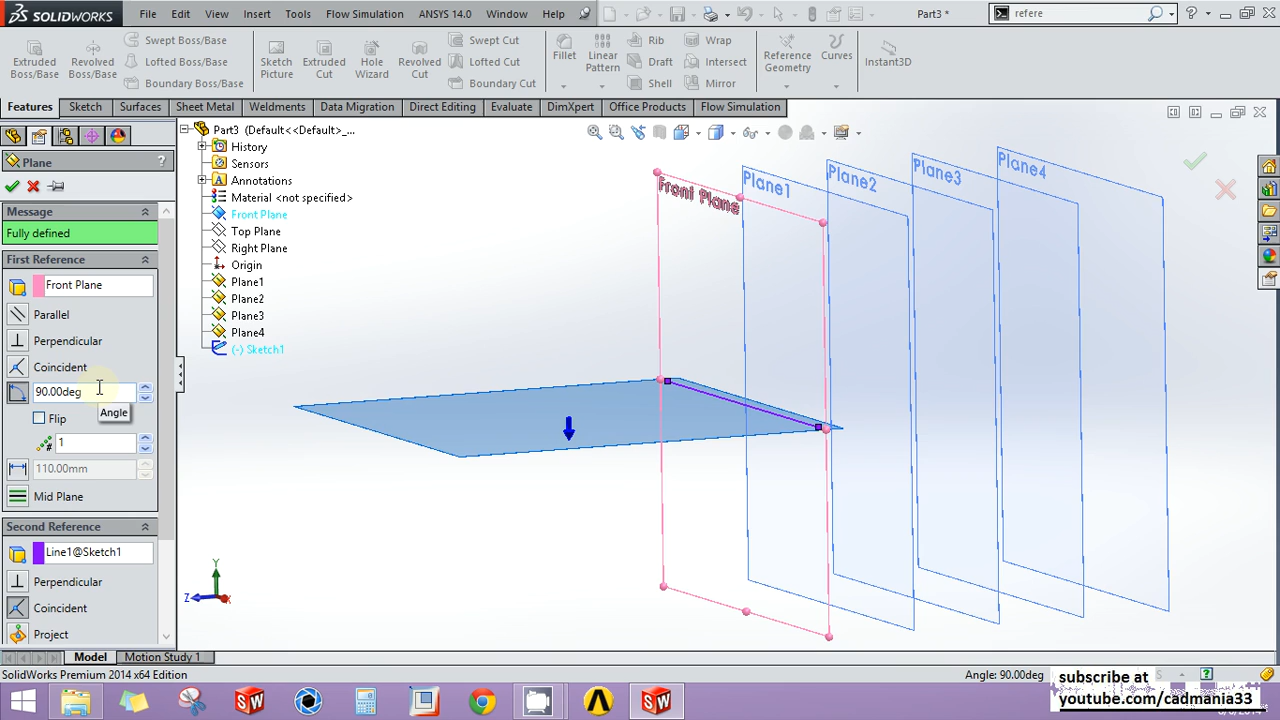 SOLIDWORKS File Edit View Insert Tools Flow Simulation ANSYS 14.0 Window Help Part3 * refere
Extruded Boss/Base
Revolved Boss/Base
Swept Boss/Base
Lofted Boss/Base
Boundary Boss/Base
Sketch Picture
Extruded Cut
Hole Wizard
Revolved Cut
Swept Cut
Lofted Cut
Boundary Cut
Fillet
Linear Pattern
Rib
Draft
Shell
Wrap
Intersect
Mirror
Reference Geometry
Curves
Instant3D
Features Sketch Surfaces Sheet Metal Weldments Data Migration Direct Editing Evaluate DimXpert Office Products Flow Simulation
Plane ?
Message
Fully defined
First Reference
Front Plane
Parallel
Perpendicular
Coincident
90.00deg
Angle
Flip
1
110.00mm
Mid Plane
Second Reference
Line1@Sketch1
Perpendicular
Coincident
Project
Part3 (Default<<Default>_...
History
Sensors
Annotations
Material <not specified>
Front Plane
Top Plane
Right Plane
Origin
Plane1
Plane2
Plane3
Plane4
(-) Sketch1
Front Plane
Plane1
Plane2
Plane3
Plane4
Y
Z
X
Model Motion Study 1
SolidWorks Premium 2014 x64 Edition Angle: 90.00deg
subscribe at
youtube.com/cadmania33